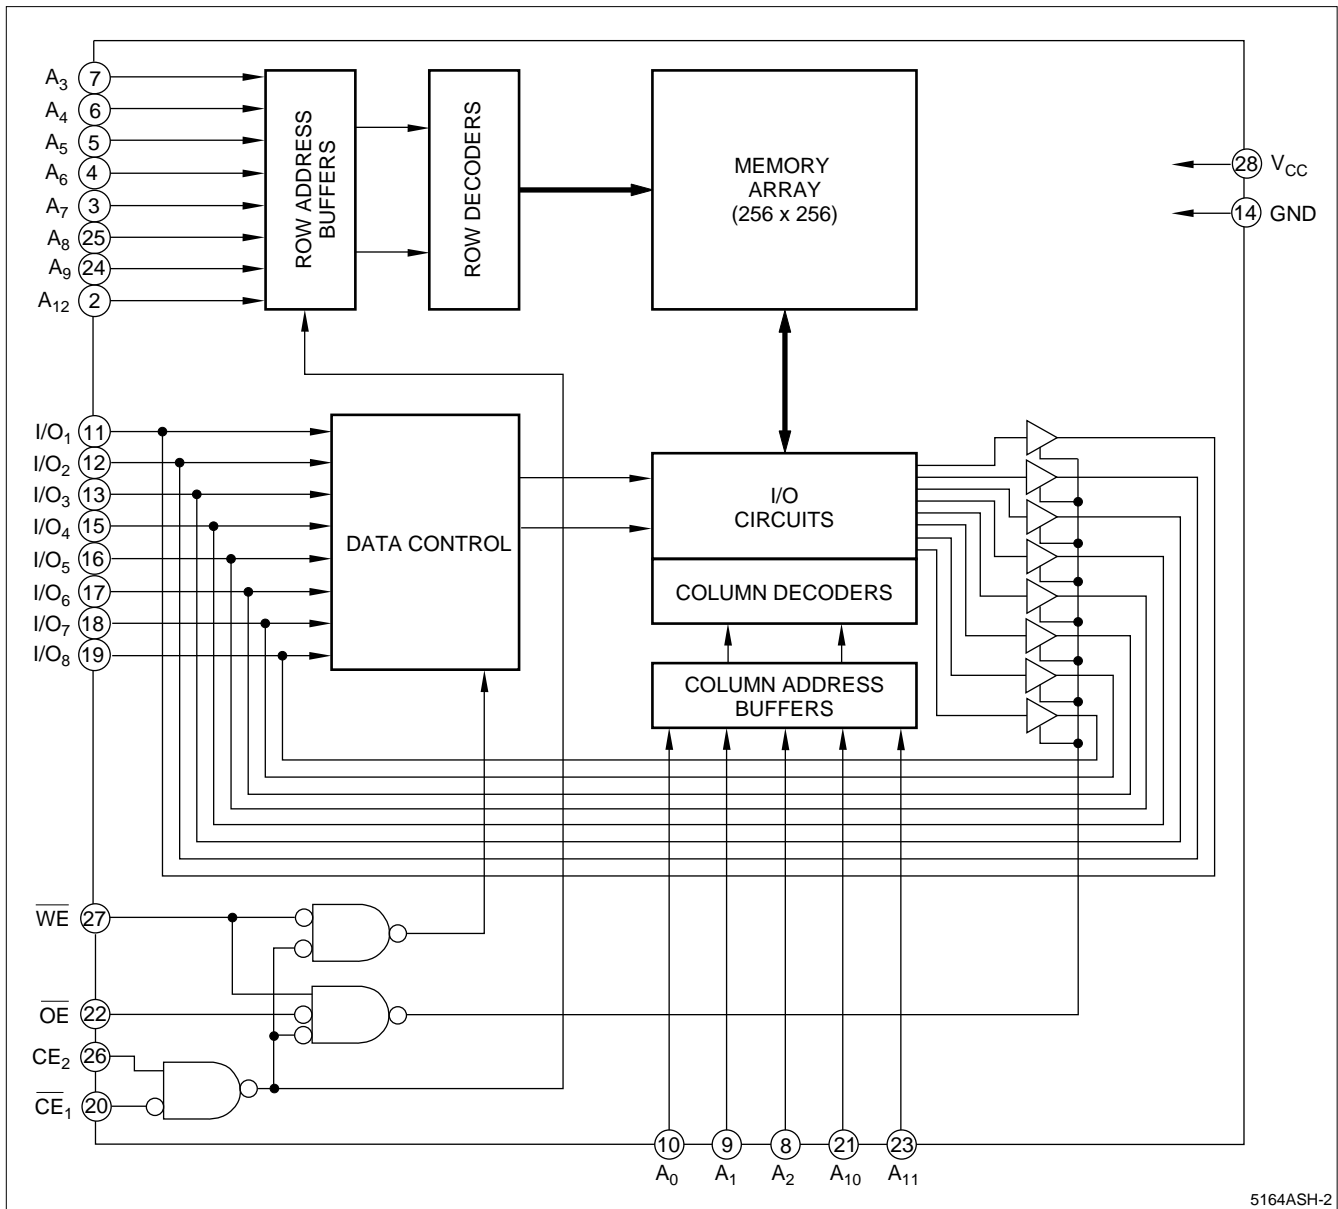 A3 7
A4 6
A5 5
A6 4
A7 3
A8 25
A9 24
A12 2
ROW ADDRESS
BUFFERS
ROW DECODERS
MEMORY
ARRAY
(256 x 256)
28 VCC
14 GND
I/O1 11
I/O2 12
I/O3 13
I/O4 15
I/O5 16
I/O6 17
I/O7 18
I/O8 19
DATA CONTROL
I/O
CIRCUITS
COLUMN DECODERS
COLUMN ADDRESS
BUFFERS
W̅E̅ 27
O̅E̅ 22
CE2 26
C̅E̅1 20
10 9 8 21 23
A0 A1 A2 A10 A11
5164ASH-2